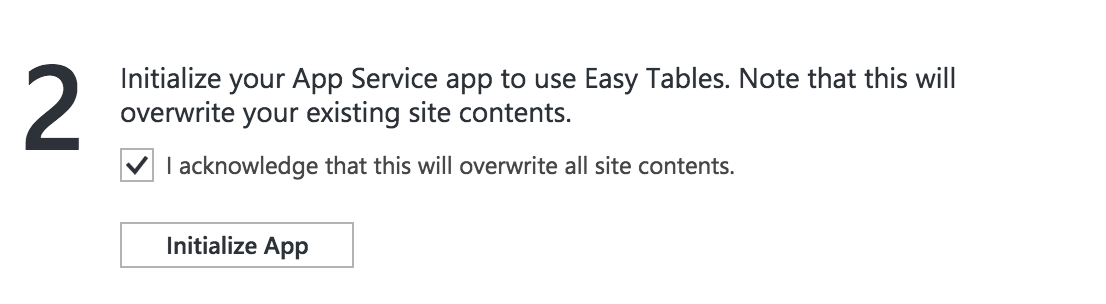 2
Initialize your App Service app to use Easy Tables. Note that this will
overwrite your existing site contents.
I acknowledge that this will overwrite all site contents.
Initialize App